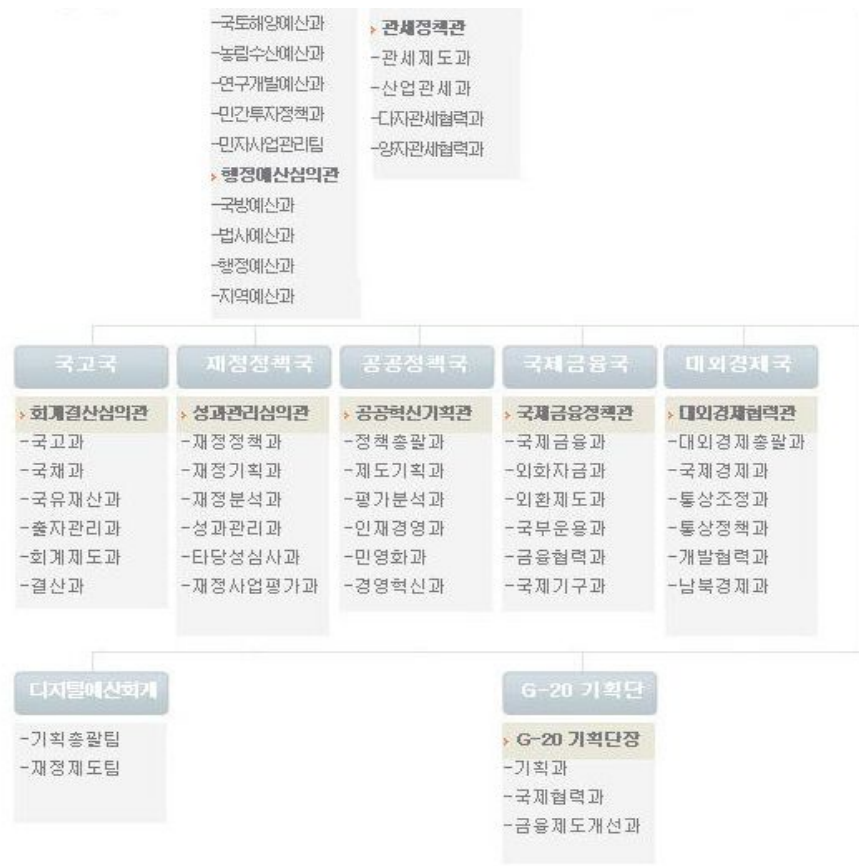 -국토해양예산과
-농림수산예산과
-연구개발예산과
-민간투자정책과
-민자사업관리팀
행정예산심의관
-국방예산과
-법사예산과
-행정예산과
-지역예산과
관세정책관
-관세제도과
-산업관세과
-다자관세협력과
-양자관세협력과
국고국
회계결산심의관
-국고과
-국채과
-국유재산과
-출자관리과
-회계제도과
-결산과
재정정책국
성과관리심의관
-재정정책과
-재정기획과
-재정분석과
-성과관리과
-타당성심사과
-재정사업평가과
공공정책국
공공혁신기획관
-정책총괄과
-제도기획과
-평가분석과
-인재경영과
-민영화과
-경영혁신과
국제금융국
국제금융정책관
-국제금융과
-외화자금과
-외환제도과
-국부운용과
-금융협력과
-국제기구과
대외경제국
대외경제협력관
-대외경제총괄과
-국제경제과
-통상조정과
-통상정책과
-개발협력과
-남북경제과
디지털예산회계
-기획총괄팀
-재정제도팀
G-20 기획단
G-20 기획단장
-기획과
-국제협력과
-금융제도개선과